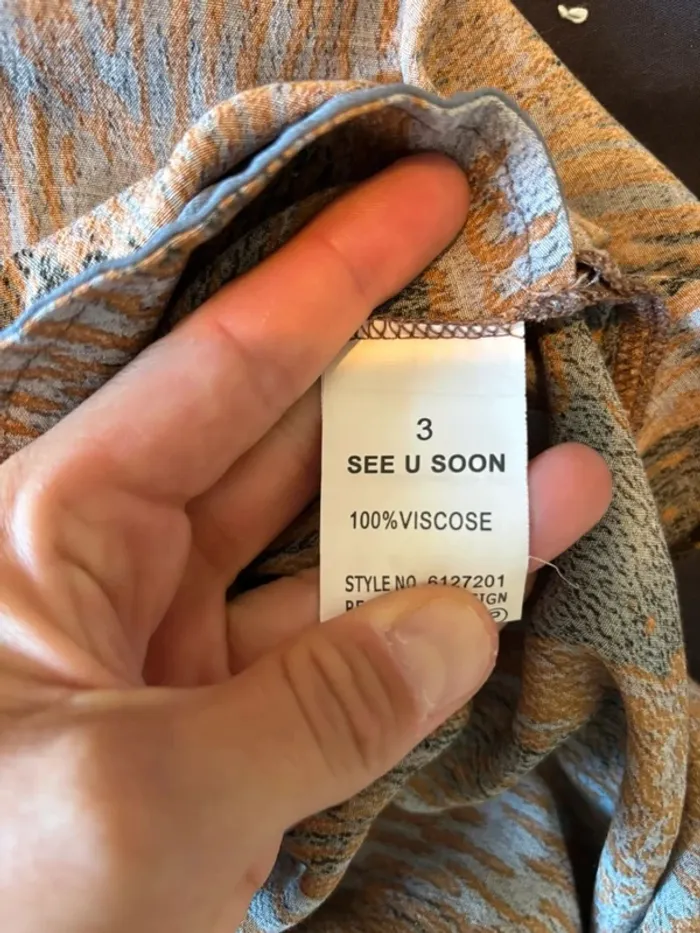 3
SEE U SOON
100%VISCOSE
STYLE NO. 6127201